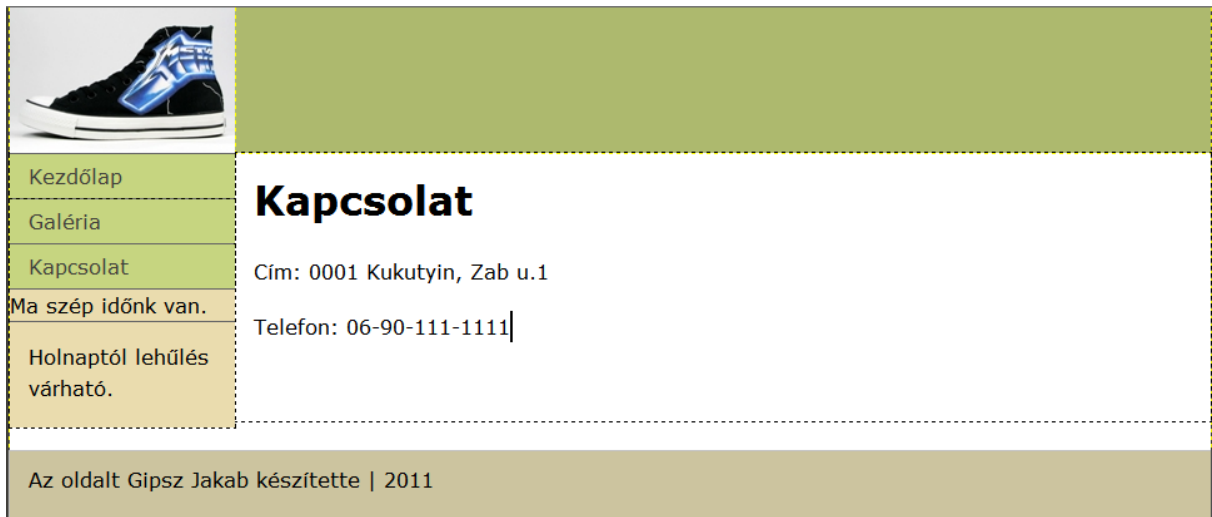 Kezdőlap
Galéria
Kapcsolat
Ma szép időnk van.
Holnaptól lehűlés
várható.
Kapcsolat
Cím: 0001 Kukutyin, Zab u.1
Telefon: 06-90-111-1111
Az oldalt Gipsz Jakab készítette | 2011